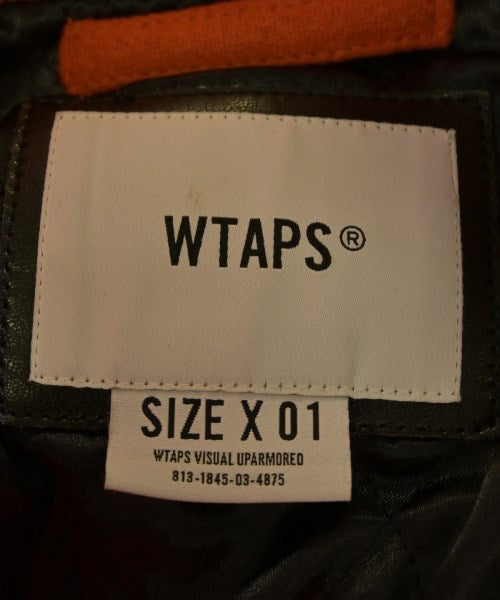 WTAPS®
SIZE X 01
WTAPS VISUAL UPARMORED
813-1845-03-4875